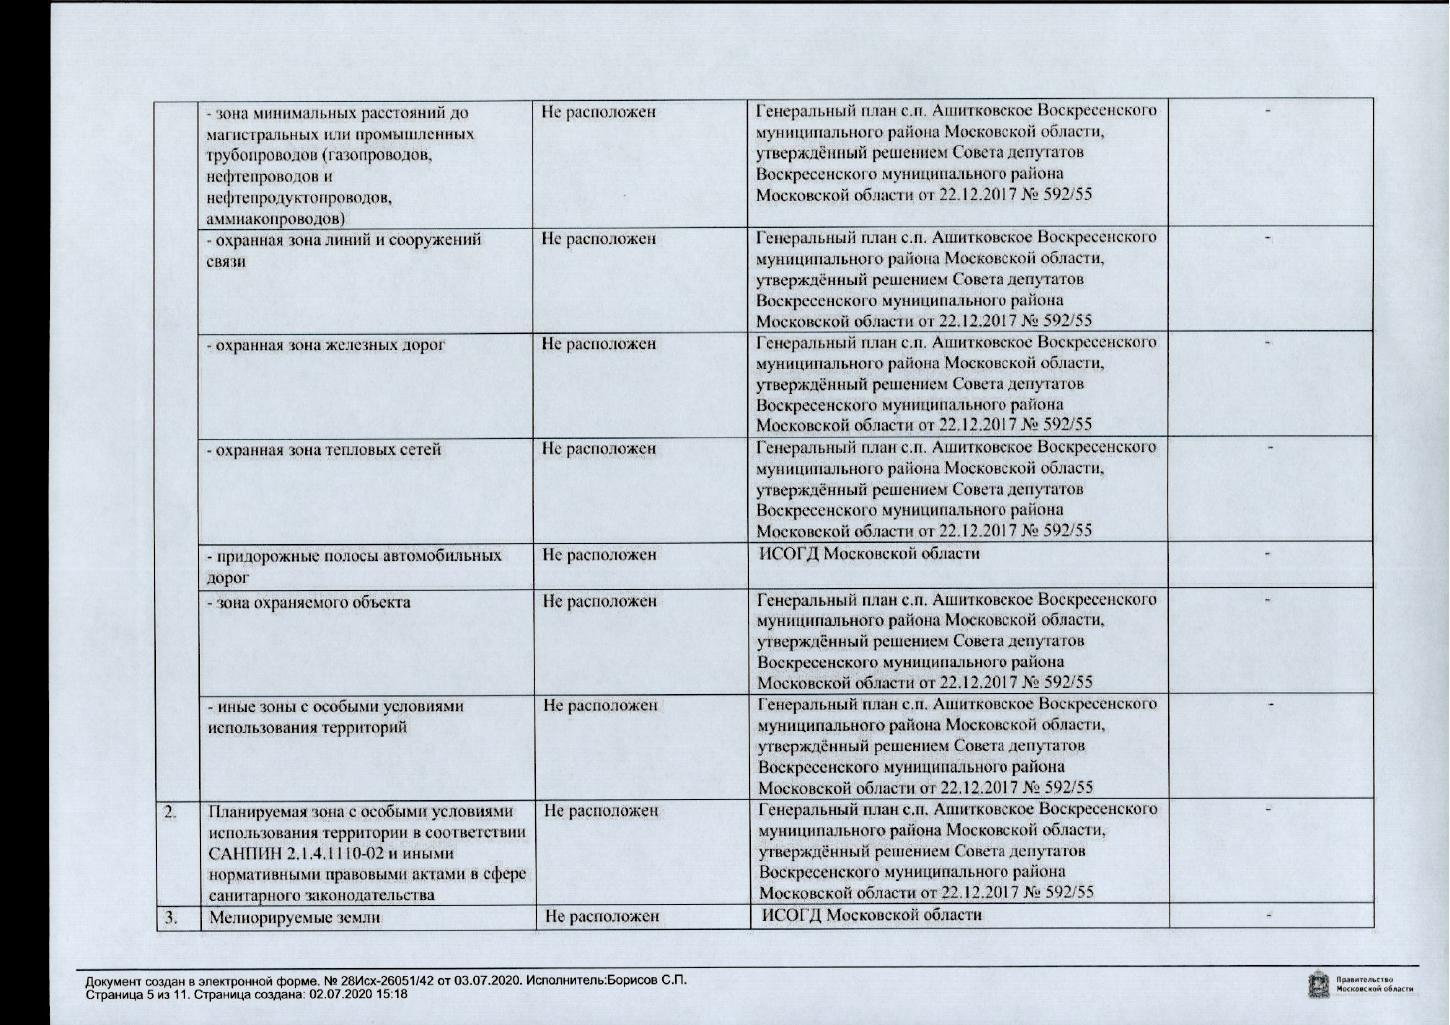 - зона минимальных расстояний до
магистральных или промышленных
трубопроводов (газопроводов,
нефтепроводов и
нефтепродуктопроводов,
аммиакопроводов)
Не расположен
Генеральный план с.п. Ашитковское Воскресенского
муниципального района Московской области,
утверждённый решением Совета депутатов
Воскресенского муниципального района
Московской области от 22.12.2017 № 592/55
-
- охранная зона линий и сооружений
связи
Не расположен
Генеральный план с.п. Ашитковское Воскресенского
муниципального района Московской области,
утверждённый решением Совета депутатов
Воскресенского муниципального района
Московской области от 22.12.2017 № 592/55
-
- охранная зона железных дорог
Не расположен
Генеральный план с.п. Ашитковское Воскресенского
муниципального района Московской области,
утверждённый решением Совета депутатов
Воскресенского муниципального района
Московской области от 22.12.2017 № 592/55
-
- охранная зона тепловых сетей
Не расположен
Генеральный план с.п. Ашитковское Воскресенского
муниципального района Московской области,
утверждённый решением Совета депутатов
Воскресенского муниципального района
Московской области от 22.12.2017 № 592/55
-
- придорожные полосы автомобильных
дорог
Не расположен
ИСОГД Московской области
-
- зона охраняемого объекта
Не расположен
Генеральный план с.п. Ашитковское Воскресенского
муниципального района Московской области,
утверждённый решением Совета депутатов
Воскресенского муниципального района
Московской области от 22.12.2017 № 592/55
-
- иные зоны с особыми условиями
использования территорий
Не расположен
Генеральный план с.п. Ашитковское Воскресенского
муниципального района Московской области,
утверждённый решением Совета депутатов
Воскресенского муниципального района
Московской области от 22.12.2017 № 592/55
-
2.
Планируемая зона с особыми условиями
использования территории в соответствии
САНПИН 2.1.4.1110-02 и иными
нормативными правовыми актами в сфере
санитарного законодательства
Не расположен
Генеральный план с.п. Ашитковское Воскресенского
муниципального района Московской области,
утверждённый решением Совета депутатов
Воскресенского муниципального района
Московской области от 22.12.2017 № 592/55
-
3.
Мелиорируемые земли
Не расположен
ИСОГД Московской области
-
Документ создан в электронной форме. № 28Исх-26051/42 от 03.07.2020. Исполнитель:Борисов С.П.
Страница 5 из 11. Страница создана: 02.07.2020 15:18
Правительство
Московской области